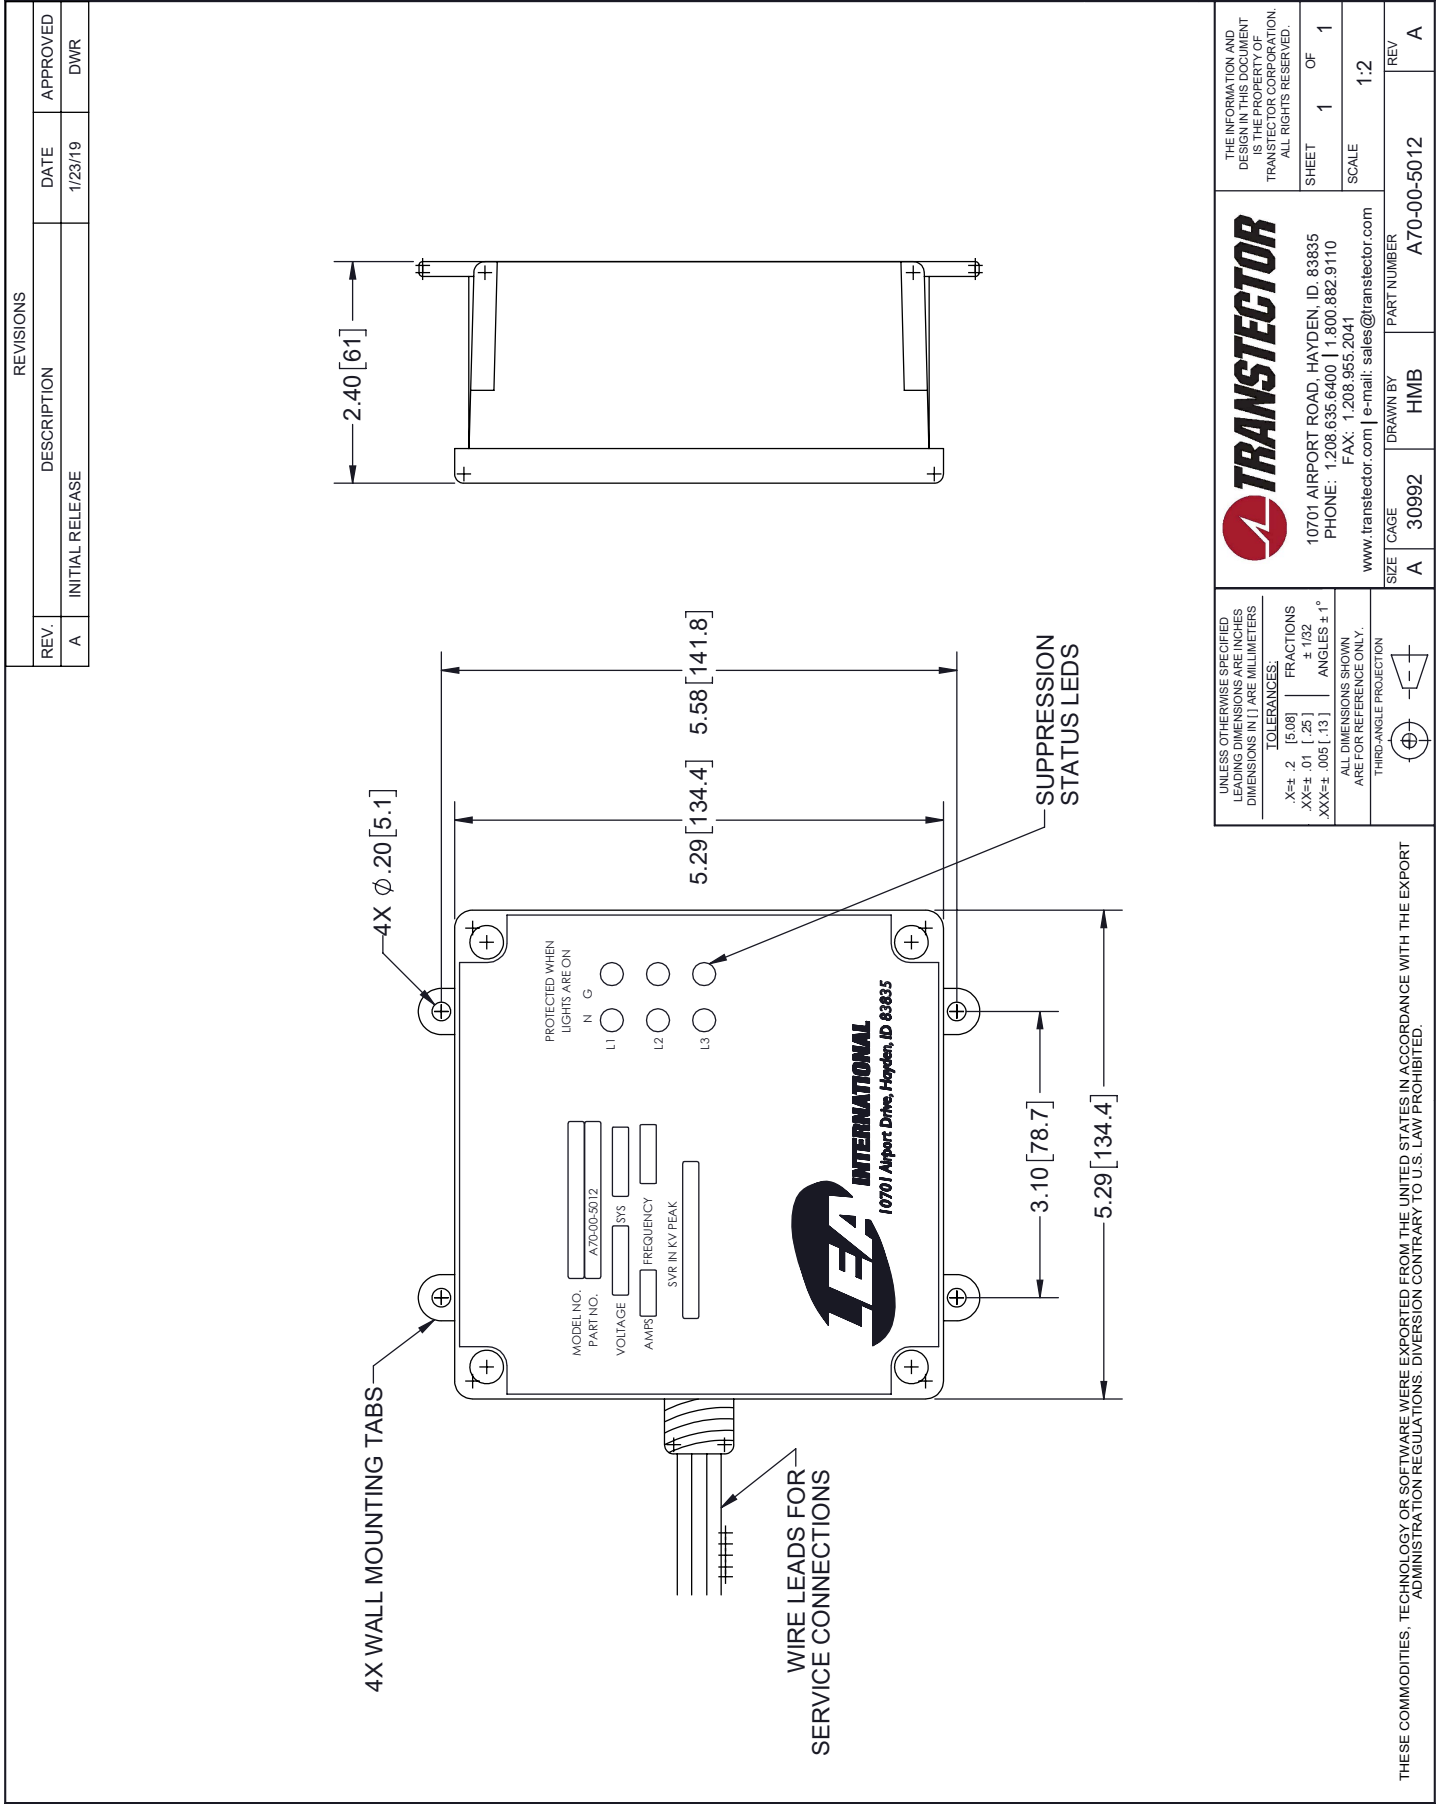 REVISIONS
REV. DESCRIPTION DATE APPROVED
A INITIAL RELEASE 1/23/19 DWR
4X WALL MOUNTING TABS
4X ⌀.20[5.1]
2.40[61]
5.29[134.4]
5.58[141.8]
PROTECTED WHEN
LIGHTS ARE ON
N G
L1
L2
L3
MODEL NO.
PART NO. A70-00-5012
VOLTAGE SYS
AMPS FREQUENCY
SVR IN KV PEAK
LEA
INTERNATIONAL
10701 Airport Drive, Hayden, ID 83835
WIRE LEADS FOR
SERVICE CONNECTIONS
SUPPRESSION
STATUS LEDS
3.10[78.7]
5.29[134.4]
UNLESS OTHERWISE SPECIFIED
LEADING DIMENSIONS ARE INCHES
DIMENSIONS IN [ ] ARE MILLIMETERS
TOLERANCES:
.X=± .2 [5.08] FRACTIONS
.XX=± .01 [ .25 ] ± 1/32
.XXX=± .005 [ .13 ] ANGLES ± 1°
ALL DIMENSIONS SHOWN
ARE FOR REFERENCE ONLY.
THIRD-ANGLE PROJECTION
TRANSTECTOR
10701 AIRPORT ROAD, HAYDEN, ID. 83835
PHONE: 1.208.635.6400 | 1.800.882.9110
FAX: 1.208.955.2041
www.transtector.com | e-mail: sales@transtector.com
THE INFORMATION AND
DESIGN IN THIS DOCUMENT
IS THE PROPERTY OF
TRANSTECTOR CORPORATION.
ALL RIGHTS RESERVED.
SHEET 1 OF 1
SCALE 1:2
SIZE CAGE DRAWN BY PART NUMBER REV
A 30992 HMB A70-00-5012 A
THESE COMMODITIES, TECHNOLOGY OR SOFTWARE WERE EXPORTED FROM THE UNITED STATES IN ACCORDANCE WITH THE EXPORT
ADMINISTRATION REGULATIONS. DIVERSION CONTRARY TO U.S. LAW PROHIBITED.